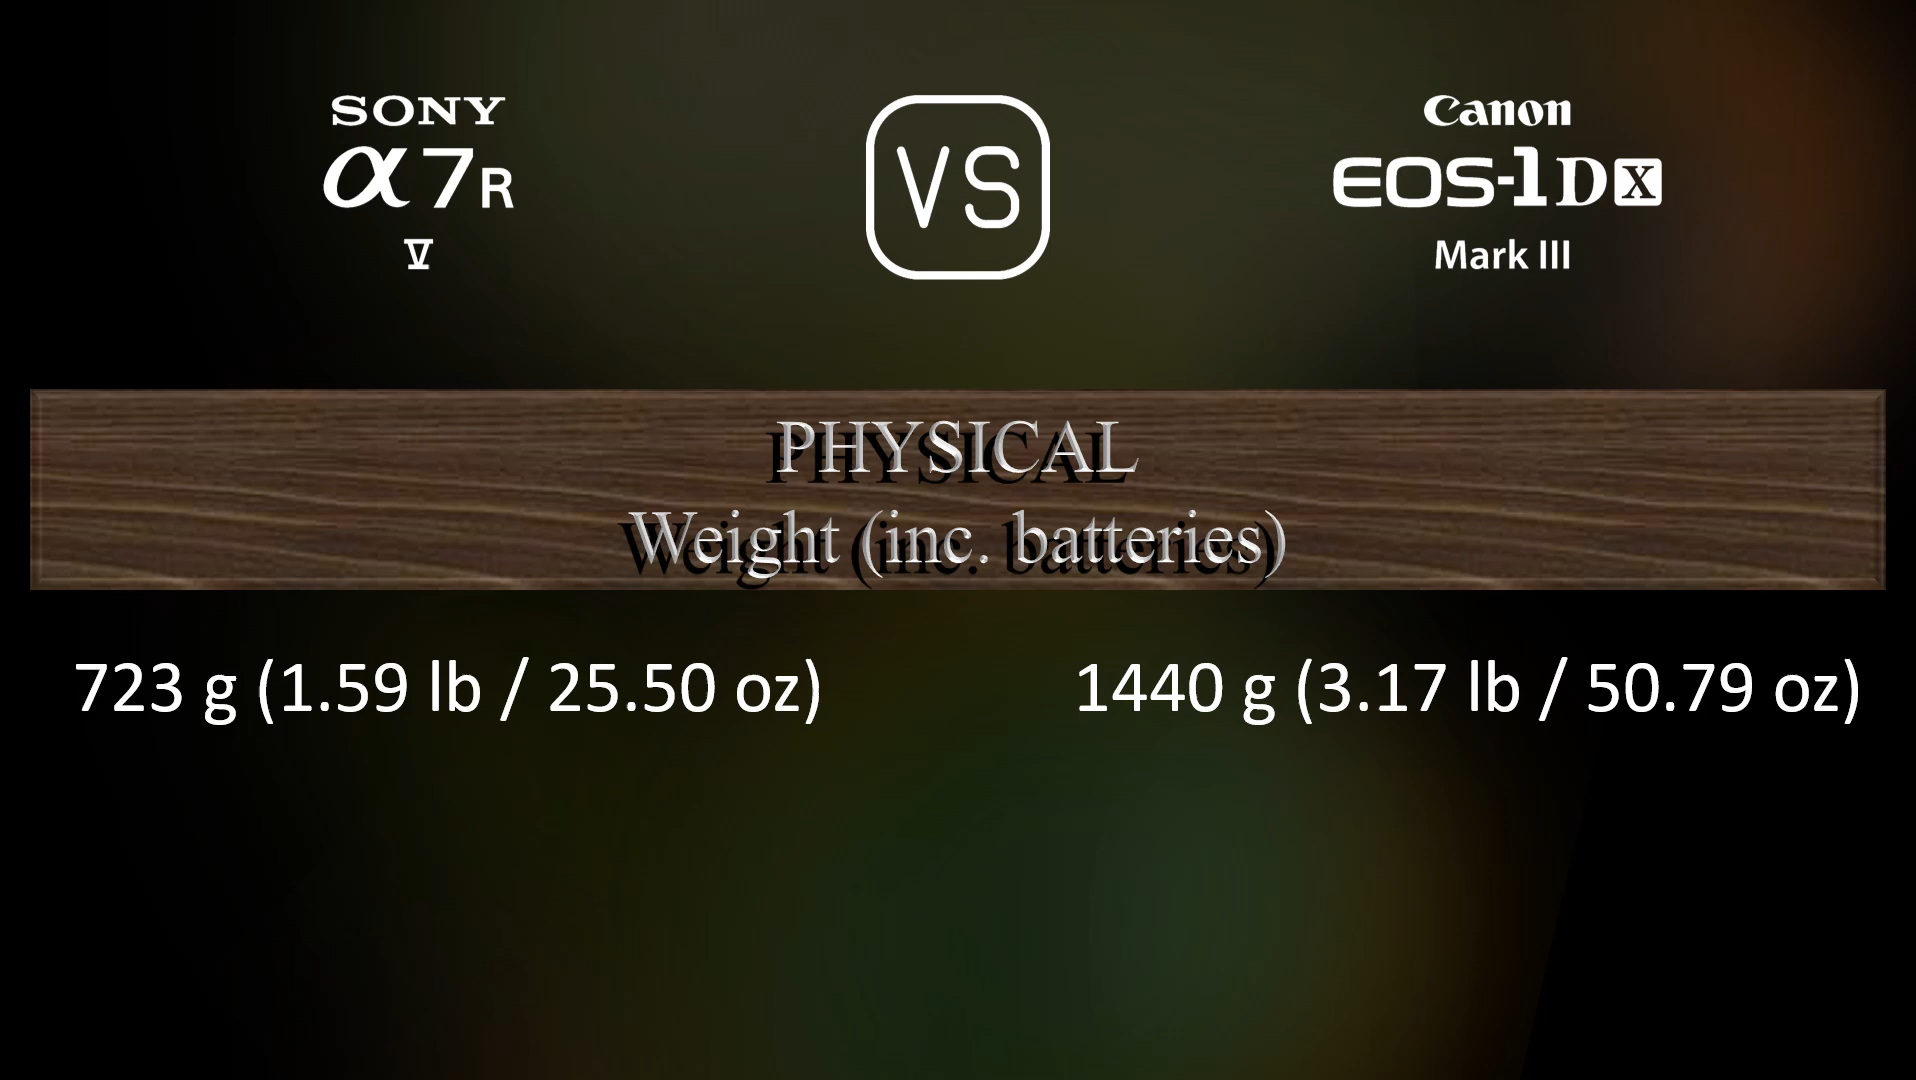 SONY
α7R
V
VS
Canon
EOS-1DX
Mark III
PHYSICAL
Weight (inc. batteries)
723 g (1.59 lb / 25.50 oz)
1440 g (3.17 lb / 50.79 oz)